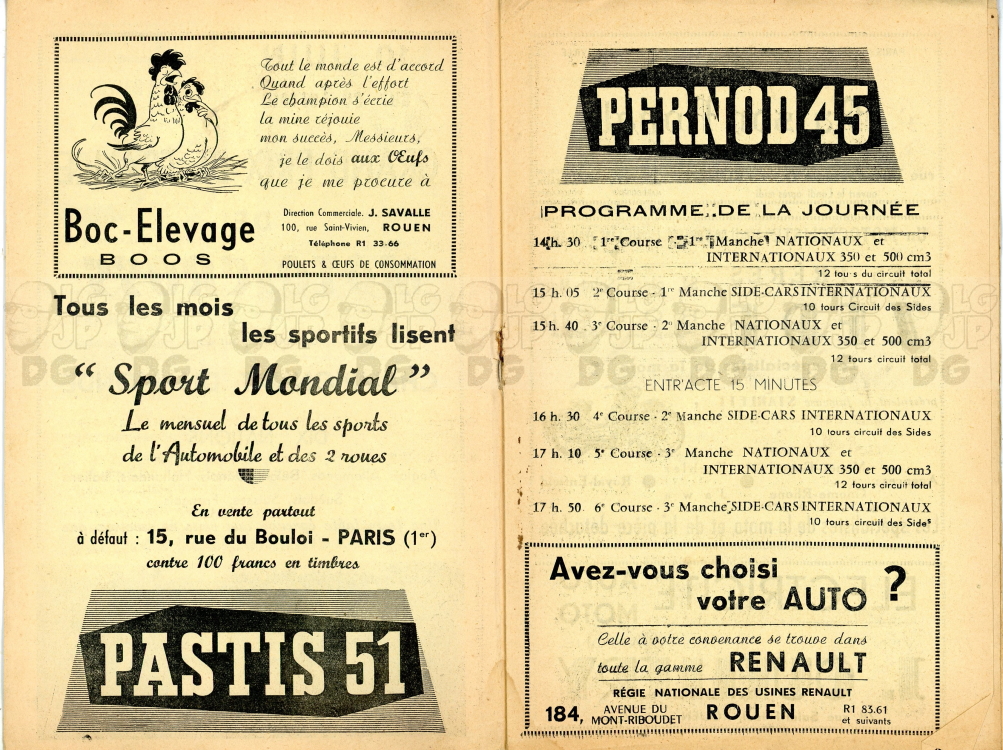 Tout le monde est d'accord
Quand après l'effort
Le champion s'écrie
la mine réjouie
mon succès, Messieurs,
je le dois aux Œufs
que je me procure à
Boc-Elevage
BOOS
Direction Commerciale. J. SAVALLE
100, rue Saint-Vivien, ROUEN
Téléphone R1 33-66
POULETS & ŒUFS DE CONSOMMATION
Tous les mois
les sportifs lisent
“ Sport Mondial ”
Le mensuel de tous les sports
de l'Automobile et des 2 roues
En vente partout
à défaut : 15, rue du Bouloi - PARIS (1er)
contre 100 francs en timbres
PASTIS 51
PERNOD 45
PROGRAMME DE LA JOURNÉE
14 h. 30 1re Course - 1re Manche NATIONAUX et
INTERNATIONAUX 350 et 500 cm3
12 tours du circuit total
15 h. 05 2e Course - 1re Manche SIDE-CARS INTERNATIONAUX
10 tours Circuit des Sides
15 h. 40 3e Course - 2e Manche NATIONAUX et
INTERNATIONAUX 350 et 500 cm3
12 tours circuit total
ENTR'ACTE 15 MINUTES
16 h. 30 4e Course - 2e Manche SIDE-CARS INTERNATIONAUX
10 tours circuit des Sides
17 h. 10 5e Course - 3e Manche NATIONAUX et
INTERNATIONAUX 350 et 500 cm3
12 tours circuit total
17 h. 50 6e Course - 3e Manche SIDE-CARS INTERNATIONAUX
10 tours circuit des Sides
Avez-vous choisi
votre AUTO ?
Celle à votre convenance se trouve dans
toute la gamme RENAULT
RÉGIE NATIONALE DES USINES RENAULT
184, AVENUE DU MONT-RIBOUDET ROUEN R1 83.61 et suivants